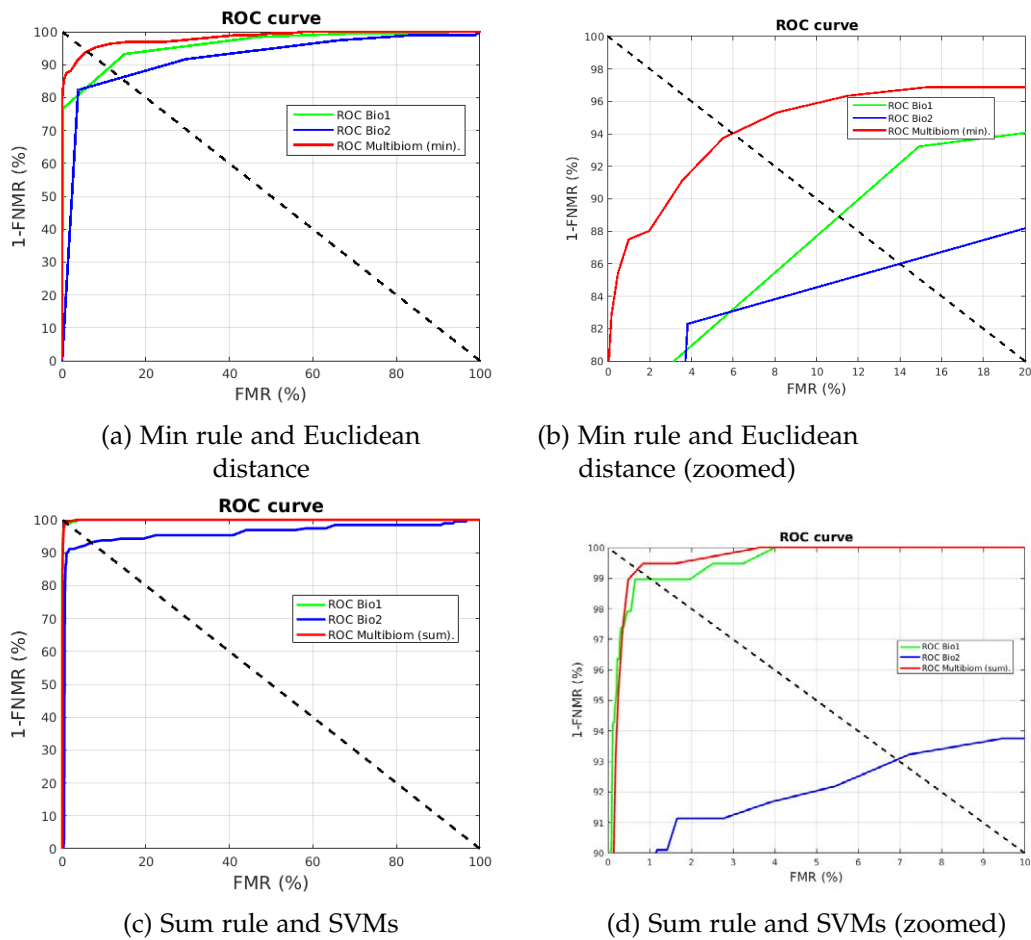 ROC curve
100
90
80
70
60
50
40
30
20
10
0
1-FNMR (%)
ROC Bio1
ROC Bio2
ROC Multibiom (min).
0 20 40 60 80 100
FMR (%)
(a) Min rule and Euclidean
distance
ROC curve
100
98
96
94
92
90
88
86
84
82
80
1-FNMR (%)
ROC Bio1
ROC Bio2
ROC Multibiom (min).
0 2 4 6 8 10 12 14 16 18 20
FMR (%)
(b) Min rule and Euclidean
distance (zoomed)
ROC curve
100
90
80
70
60
50
40
30
20
10
0
1-FNMR (%)
ROC Bio1
ROC Bio2
ROC Multibiom (sum).
0 20 40 60 80 100
FMR (%)
(c) Sum rule and SVMs
ROC curve
100
99
98
97
96
95
94
93
92
91
90
1-FNMR (%)
ROC Bio1
ROC Bio2
ROC Multibiom (sum).
0 1 2 3 4 5 6 7 8 9 10
FMR (%)
(d) Sum rule and SVMs (zoomed)